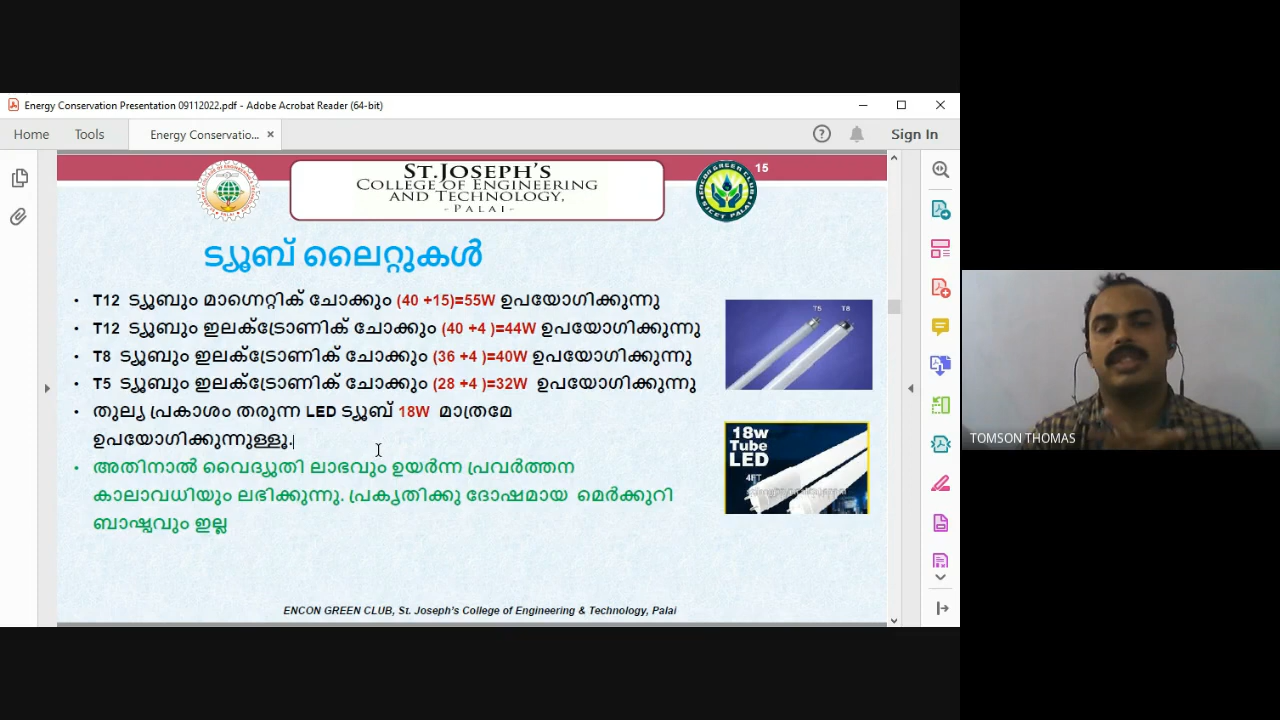 Energy Conservation Presentation 09112022.pdf - Adobe Acrobat Reader (64-bit)
Home Tools Energy Conservatio... Sign In
ST.JOSEPH'S
COLLEGE OF ENGINEERING
AND TECHNOLOGY,
-PALAI-
15
ട്യൂബ് ലൈറ്റുകൾ
• T12 ട്യൂബും മാഗ്നെറ്റിക് ചോക്കും (40 +15)=55W ഉപയോഗിക്കുന്നു
• T12 ട്യൂബും ഇലക്ട്രോണിക് ചോക്കും (40 +4 )=44W ഉപയോഗിക്കുന്നു
• T8 ട്യൂബും ഇലക്ട്രോണിക് ചോക്കും (36 +4 )=40W ഉപയോഗിക്കുന്നു
• T5 ട്യൂബും ഇലക്ട്രോണിക് ചോക്കും (28 +4 )=32W ഉപയോഗിക്കുന്നു
• തുല്യ പ്രകാശം തരുന്ന LED ട്യൂബ് 18W മാത്രമേ
ഉപയോഗിക്കുന്നുള്ളൂ.
• അതിനാൽ വൈദ്യുതി ലാഭവും ഉയർന്ന പ്രവർത്തന
കാലാവധിയും ലഭിക്കുന്നു. പ്രകൃതിക്കു ദോഷമായ മെർക്കുറി
ബാഷ്പവും ഇല്ല
T5 T8
18w
Tube
LED
4FT
ENCON GREEN CLUB, St. Joseph's College of Engineering & Technology, Palai
TOMSON THOMAS